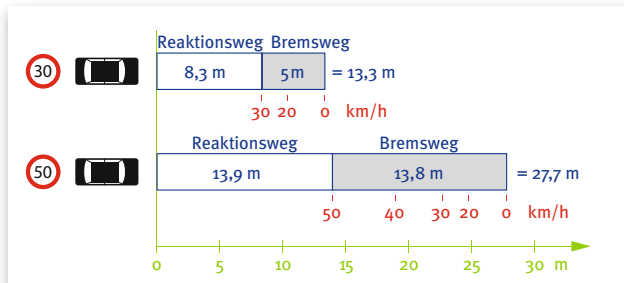 Reaktionsweg Bremsweg
30 8,3 m 5 m = 13,3 m
30 20 0 km/h
Reaktionsweg Bremsweg
50 13,9 m 13,8 m = 27,7 m
50 40 30 20 0 km/h
0 5 10 15 20 25 30 m